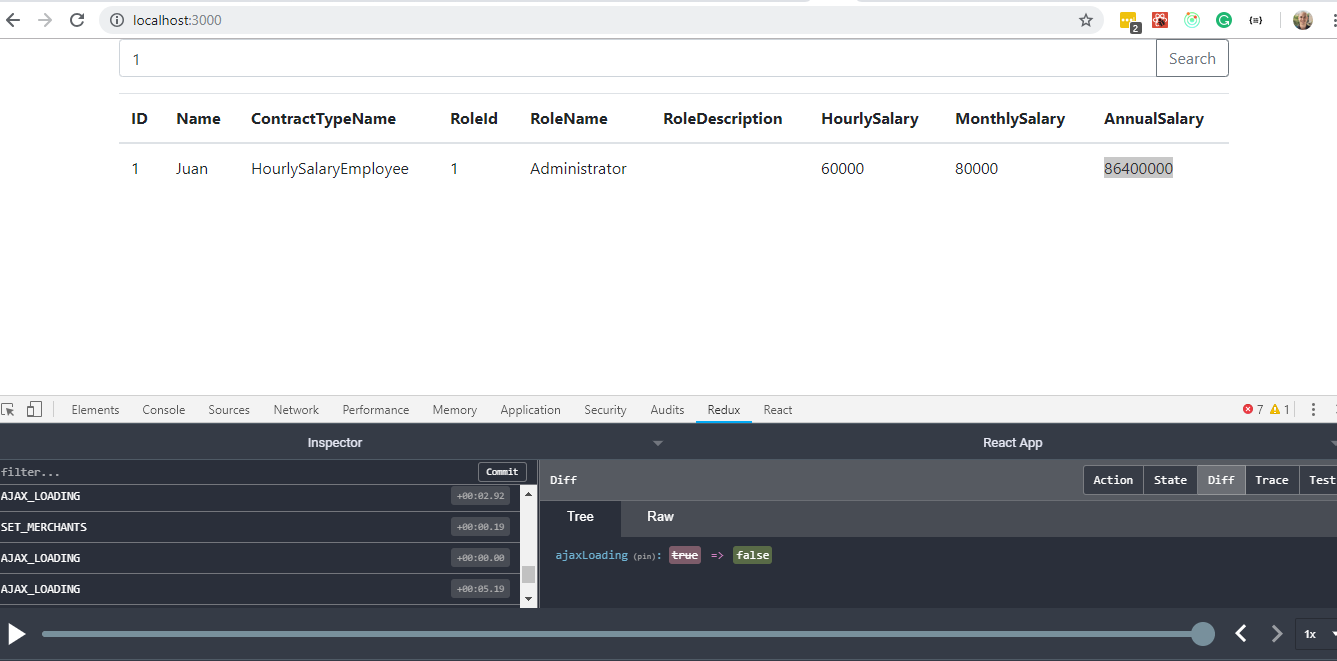 localhost:3000
2
1
Search
ID Name ContractTypeName RoleId RoleName RoleDescription HourlySalary MonthlySalary AnnualSalary
1 Juan HourlySalaryEmployee 1 Administrator 60000 80000 86400000
Elements Console Sources Network Performance Memory Application Security Audits Redux React 7 1
Inspector React App
filter... Commit
Diff Action State Diff Trace Test
AJAX_LOADING +00:02.92
SET_MERCHANTS +00:00.19
AJAX_LOADING +00:00.00
AJAX_LOADING +00:05.19
Tree Raw
ajaxLoading (pin): true => false
1x